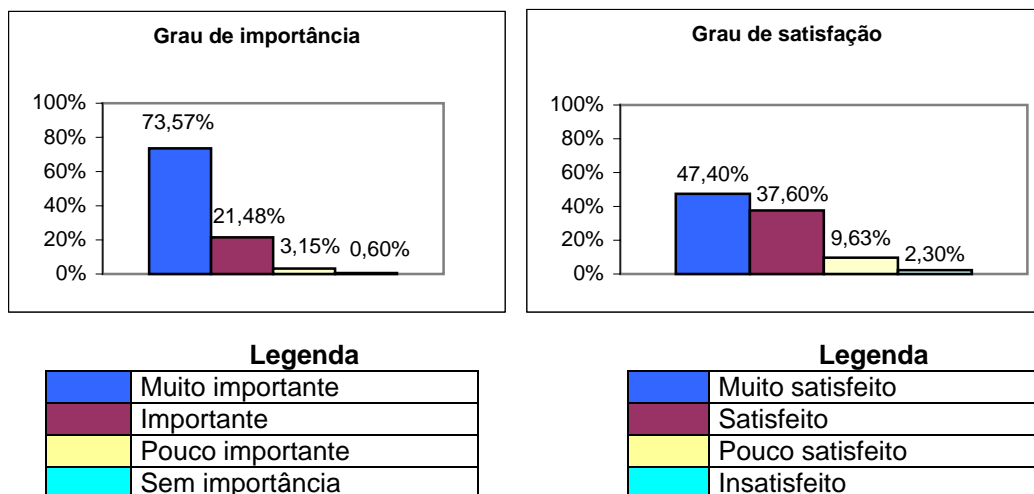 Grau de importância
100%
80%
60%
40%
20%
0%
73,57%
21,48%
3,15%
0,60%
Grau de satisfação
100%
80%
60%
40%
20%
0%
47,40%
37,60%
9,63%
2,30%
Legenda
Muito importante
Importante
Pouco importante
Sem importância
Legenda
Muito satisfeito
Satisfeito
Pouco satisfeito
Insatisfeito